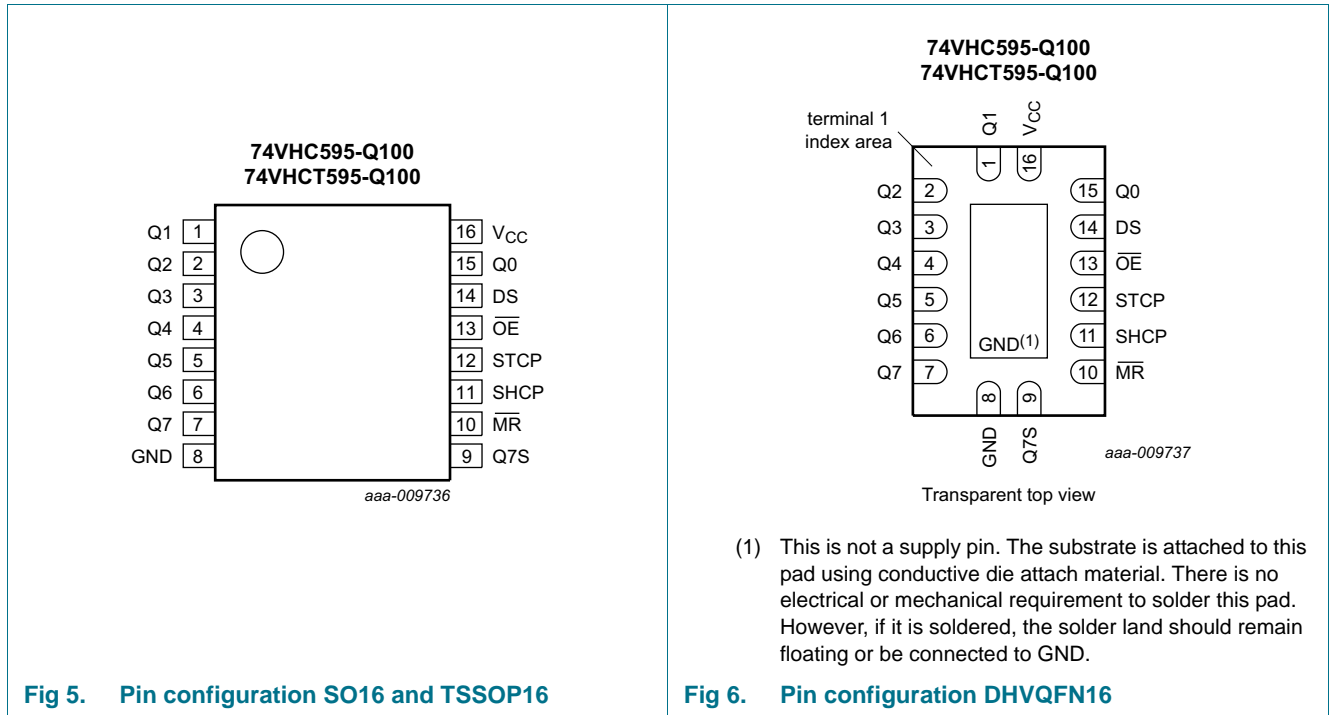 74VHC595-Q100
74VHCT595-Q100
Q1 1 16 VCC
Q2 2 15 Q0
Q3 3 14 DS
Q4 4 13 O̅E̅
Q5 5 12 STCP
Q6 6 11 SHCP
Q7 7 10 M̅R̅
GND 8 9 Q7S
aaa-009736
Fig 5. Pin configuration SO16 and TSSOP16
74VHC595-Q100
74VHCT595-Q100
terminal 1
index area
Q1 VCC
1 16
Q2 2 15 Q0
Q3 3 14 DS
Q4 4 13 O̅E̅
Q5 5 12 STCP
Q6 6 11 SHCP
GND(1)
Q7 7 10 M̅R̅
8 9
GND Q7S
aaa-009737
Transparent top view
(1) This is not a supply pin. The substrate is attached to this
pad using conductive die attach material. There is no
electrical or mechanical requirement to solder this pad.
However, if it is soldered, the solder land should remain
floating or be connected to GND.
Fig 6. Pin configuration DHVQFN16